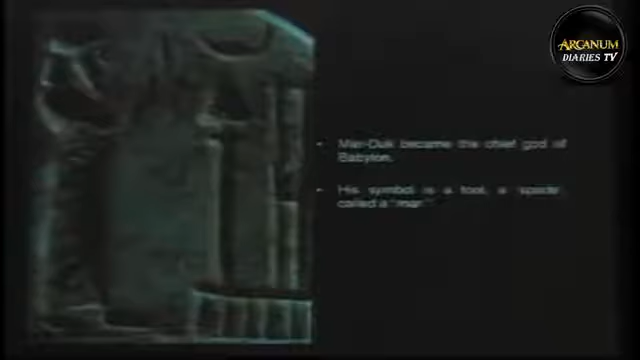 ARCANUM
DIARIES TV
Mar-Duk became the chief god of
Babylon.
His symbol is a tool, a "spade,"
called a "mar."